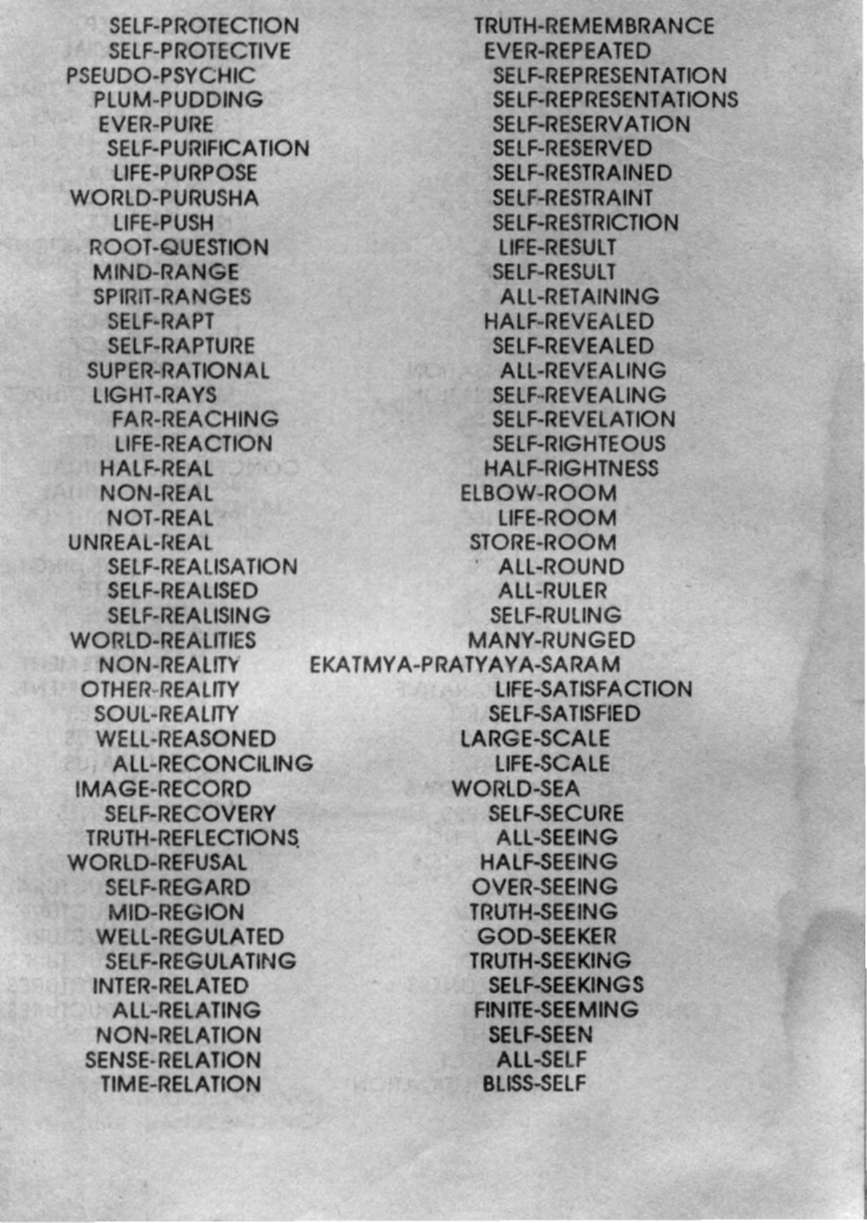 SELF-PROTECTION
SELF-PROTECTIVE
PSEUDO-PSYCHIC
PLUM-PUDDING
EVER-PURE
SELF-PURIFICATION
LIFE-PURPOSE
WORLD-PURUSHA
LIFE-PUSH
ROOT-QUESTION
MIND-RANGE
SPIRIT-RANGES
SELF-RAPT
SELF-RAPTURE
SUPER-RATIONAL
LIGHT-RAYS
FAR-REACHING
LIFE-REACTION
HALF-REAL
NON-REAL
NOT-REAL
UNREAL-REAL
SELF-REALISATION
SELF-REALISED
SELF-REALISING
WORLD-REALITIES
NON-REALITY
OTHER-REALITY
SOUL-REALITY
WELL-REASONED
ALL-RECONCILING
IMAGE-RECORD
SELF-RECOVERY
TRUTH-REFLECTIONS
WORLD-REFUSAL
SELF-REGARD
MID-REGION
WELL-REGULATED
SELF-REGULATING
INTER-RELATED
ALL-RELATING
NON-RELATION
SENSE-RELATION
TIME-RELATION
TRUTH-REMEMBRANCE
EVER-REPEATED
SELF-REPRESENTATION
SELF-REPRESENTATIONS
SELF-RESERVATION
SELF-RESERVED
SELF-RESTRAINED
SELF-RESTRAINT
SELF-RESTRICTION
LIFE-RESULT
SELF-RESULT
ALL-RETAINING
HALF-REVEALED
SELF-REVEALED
ALL-REVEALING
SELF-REVEALING
SELF-REVELATION
SELF-RIGHTEOUS
HALF-RIGHTNESS
ELBOW-ROOM
LIFE-ROOM
STORE-ROOM
ALL-ROUND
ALL-RULER
SELF-RULING
MANY-RUNGED
EKATMYA-PRATYAYA-SARAM
LIFE-SATISFACTION
SELF-SATISFIED
LARGE-SCALE
LIFE-SCALE
WORLD-SEA
SELF-SECURE
ALL-SEEING
HALF-SEEING
OVER-SEEING
TRUTH-SEEING
GOD-SEEKER
TRUTH-SEEKING
SELF-SEEKINGS
FINITE-SEEMING
SELF-SEEN
ALL-SELF
BLISS-SELF